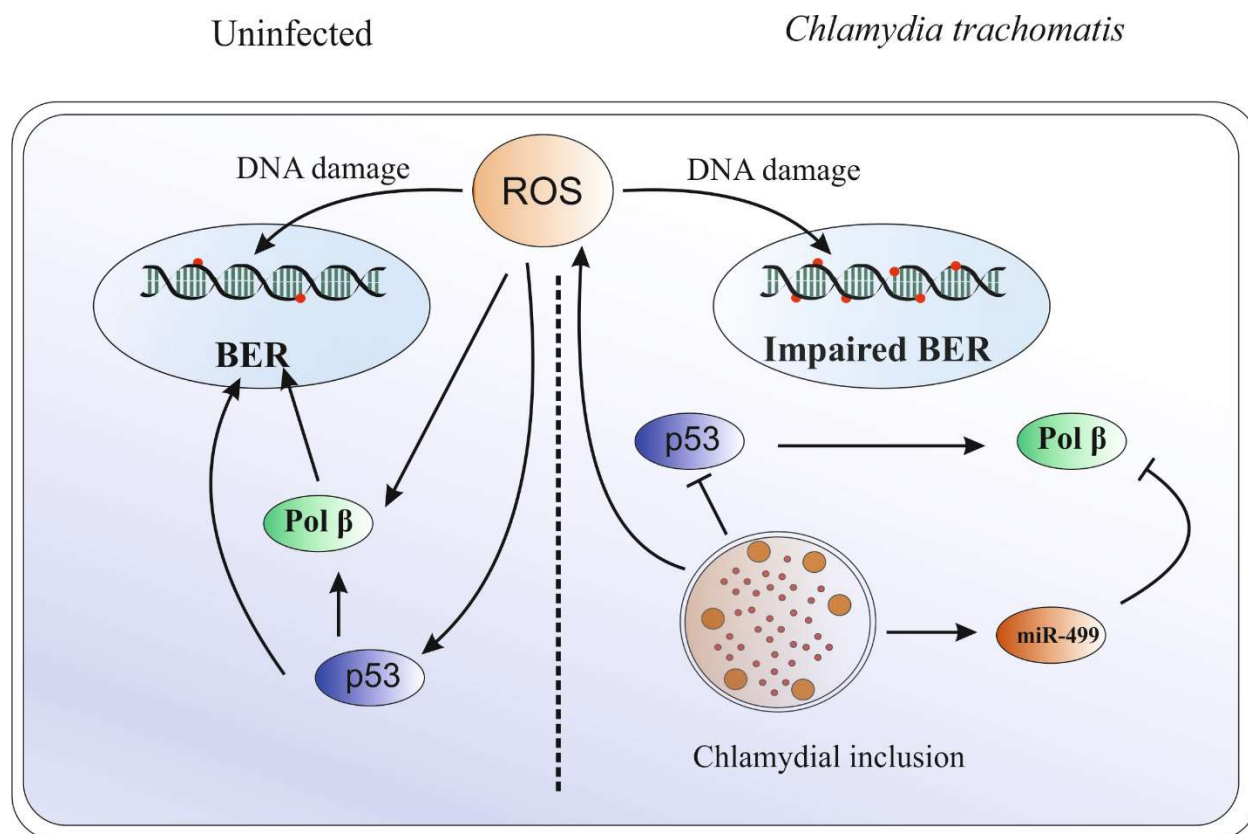 Uninfected
Chlamydia trachomatis
DNA damage
ROS
DNA damage
BER
Impaired BER
p53
Pol β
Pol β
miR-499
p53
Chlamydial inclusion